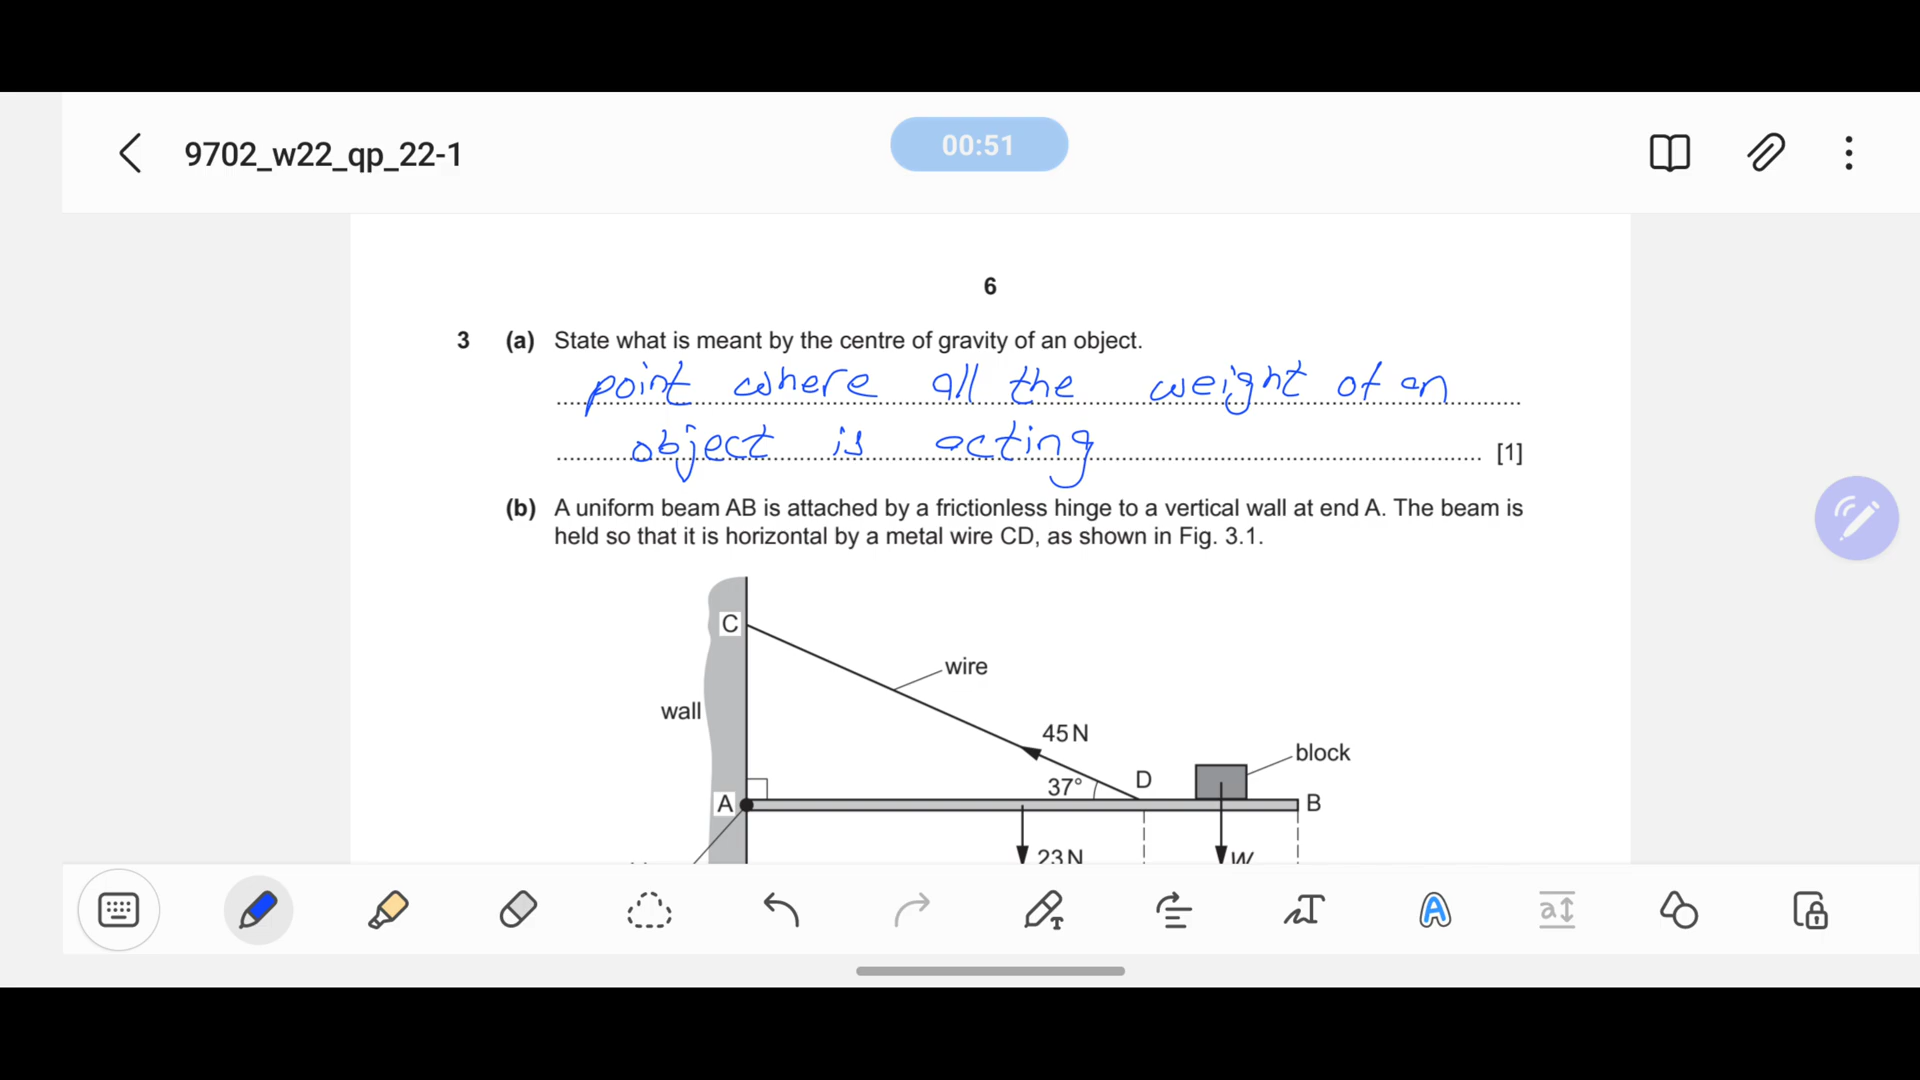 9702_w22_qp_22-1
00:51
6
3 (a) State what is meant by the centre of gravity of an object.
point where all the weight of an
object is acting [1]
(b) A uniform beam AB is attached by a frictionless hinge to a vertical wall at end A. The beam is
held so that it is horizontal by a metal wire CD, as shown in Fig. 3.1.
C
wire
wall
45 N
block
37°
D
A
B
23 N
W